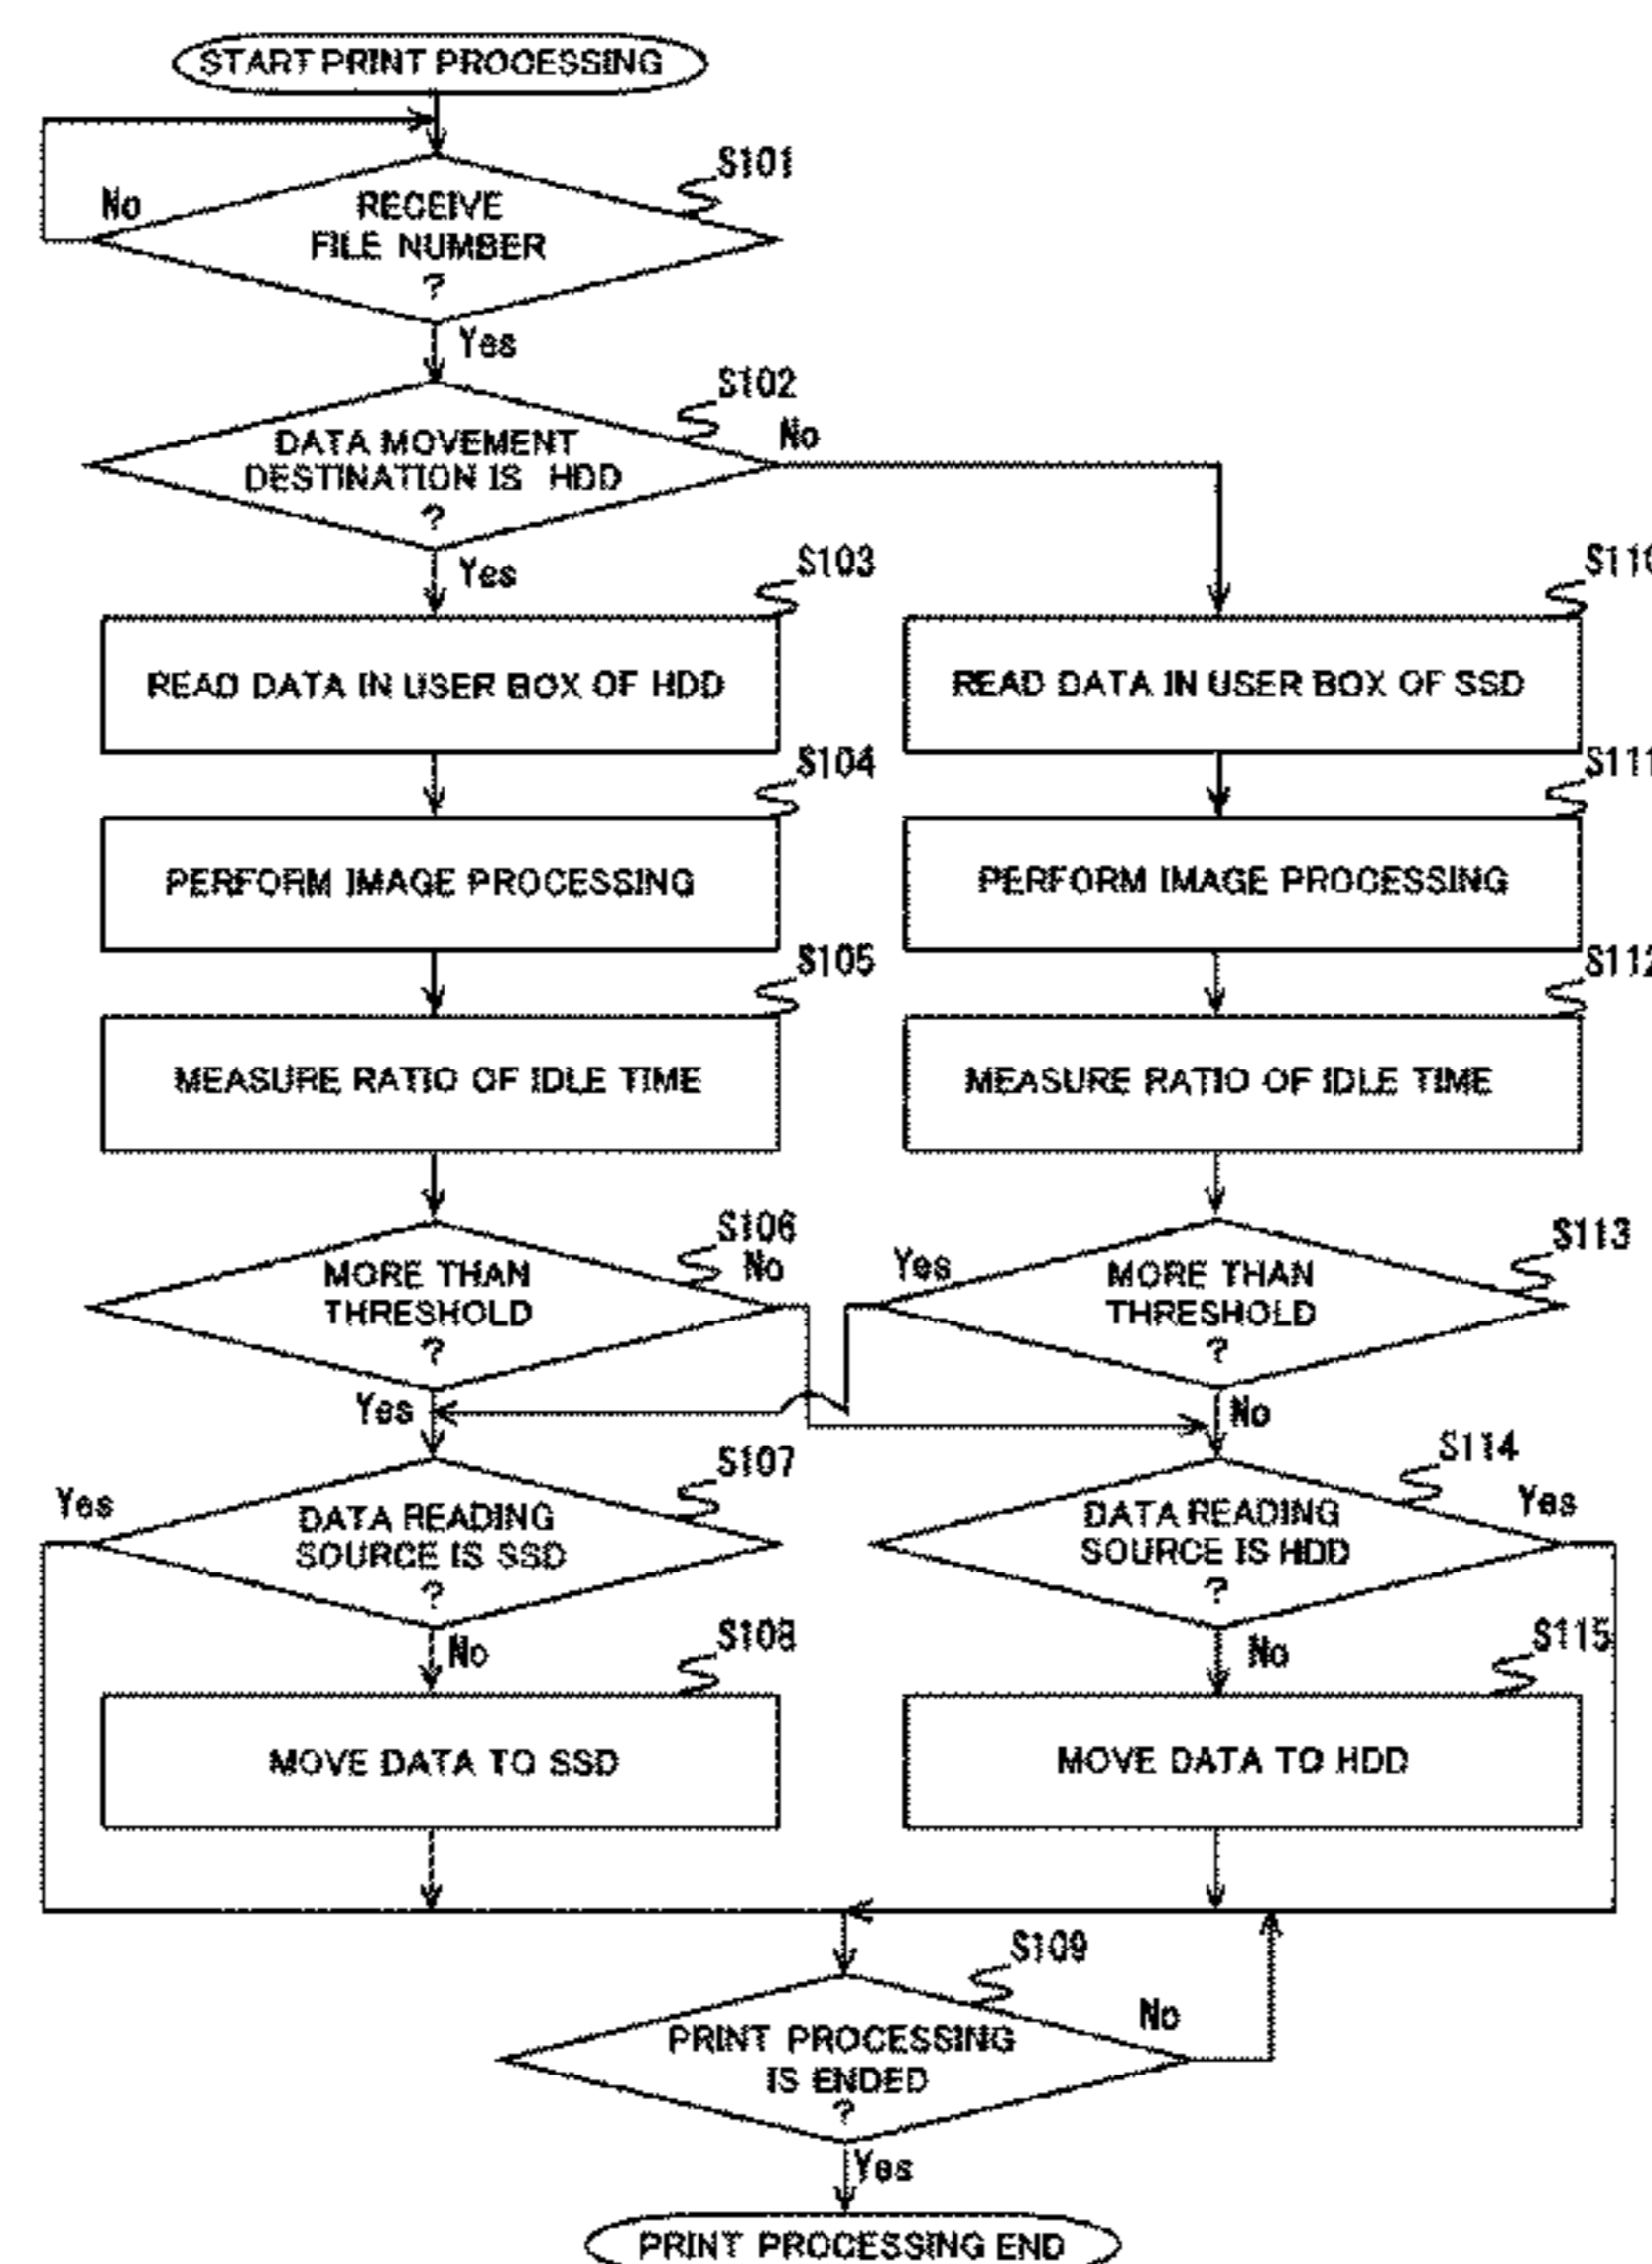 START PRINT PROCESSING
S101
No
RECEIVE
FILE NUMBER
?
Yes
S102
No
DATA MOVEMENT
DESTINATION IS HDD
?
Yes
S103
S110
READ DATA IN USER BOX OF HDD
READ DATA IN USER BOX OF SSD
S104
S111
PERFORM IMAGE PROCESSING
PERFORM IMAGE PROCESSING
S105
S112
MEASURE RATIO OF IDLE TIME
MEASURE RATIO OF IDLE TIME
S106
No
Yes
S113
MORE THAN
THRESHOLD
?
MORE THAN
THRESHOLD
?
Yes
No
S107
S114
Yes
Yes
DATA READING
SOURCE IS SSD
?
DATA READING
SOURCE IS HDD
?
No
S108
No
S115
MOVE DATA TO SSD
MOVE DATA TO HDD
S109
No
PRINT PROCESSING
IS ENDED
?
Yes
PRINT PROCESSING END